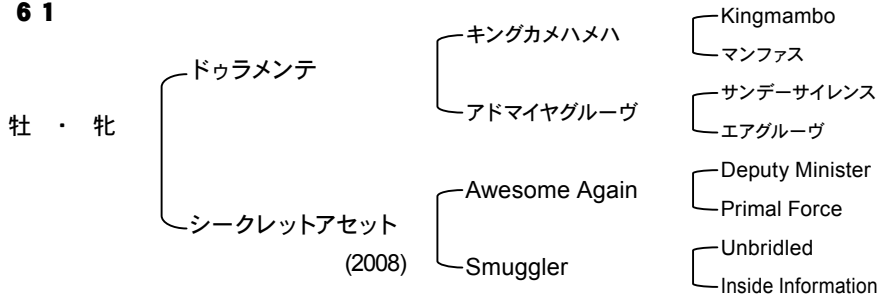 ６１
牡　・　牝
ドゥラメンテ
シークレットアセット
(2008)
キングカメハメハ
アドマイヤグルーヴ
Awesome Again
Smuggler
Kingmambo
マンファス
サンデーサイレンス
エアグルーヴ
Deputy Minister
Primal Force
Unbridled
Inside Information